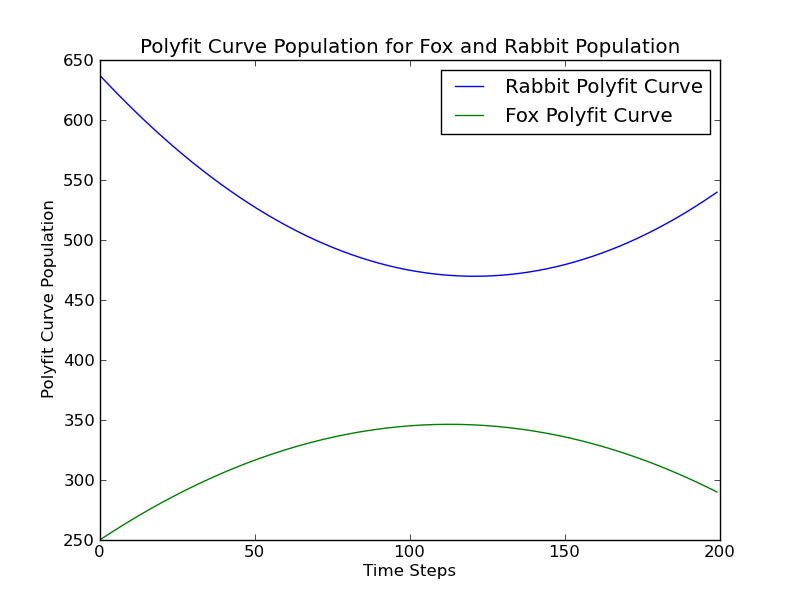 Polyfit Curve Population for Fox and Rabbit Population
650
600
550
500
450
400
350
300
250
Polyfit Curve Population
Rabbit Polyfit Curve
Fox Polyfit Curve
0 50 100 150 200
Time Steps